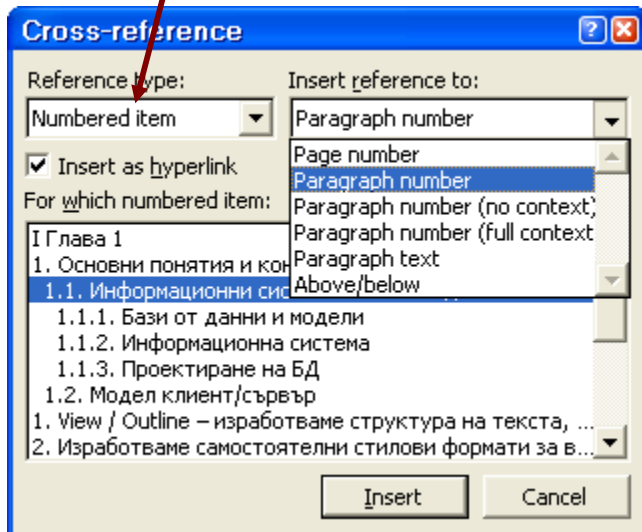 Cross-reference
Reference type: Insert reference to:
Numbered item Paragraph number
Insert as hyperlink Page number
Paragraph number
For which numbered item: Paragraph number (no context)
Paragraph number (full context
I Глава 1 Paragraph text
1. Основни понятия и Above/below
1.1. Информационни
1.1.1. Бази от данни и модели
1.1.2. Информационна система
1.1.3. Проектиране на БД
1.2. Модел клиент/сървър
1. View / Outline – изработваме структура на текста, ...
2. Изработваме самостоятелни стилови формати за в...
Insert Cancel